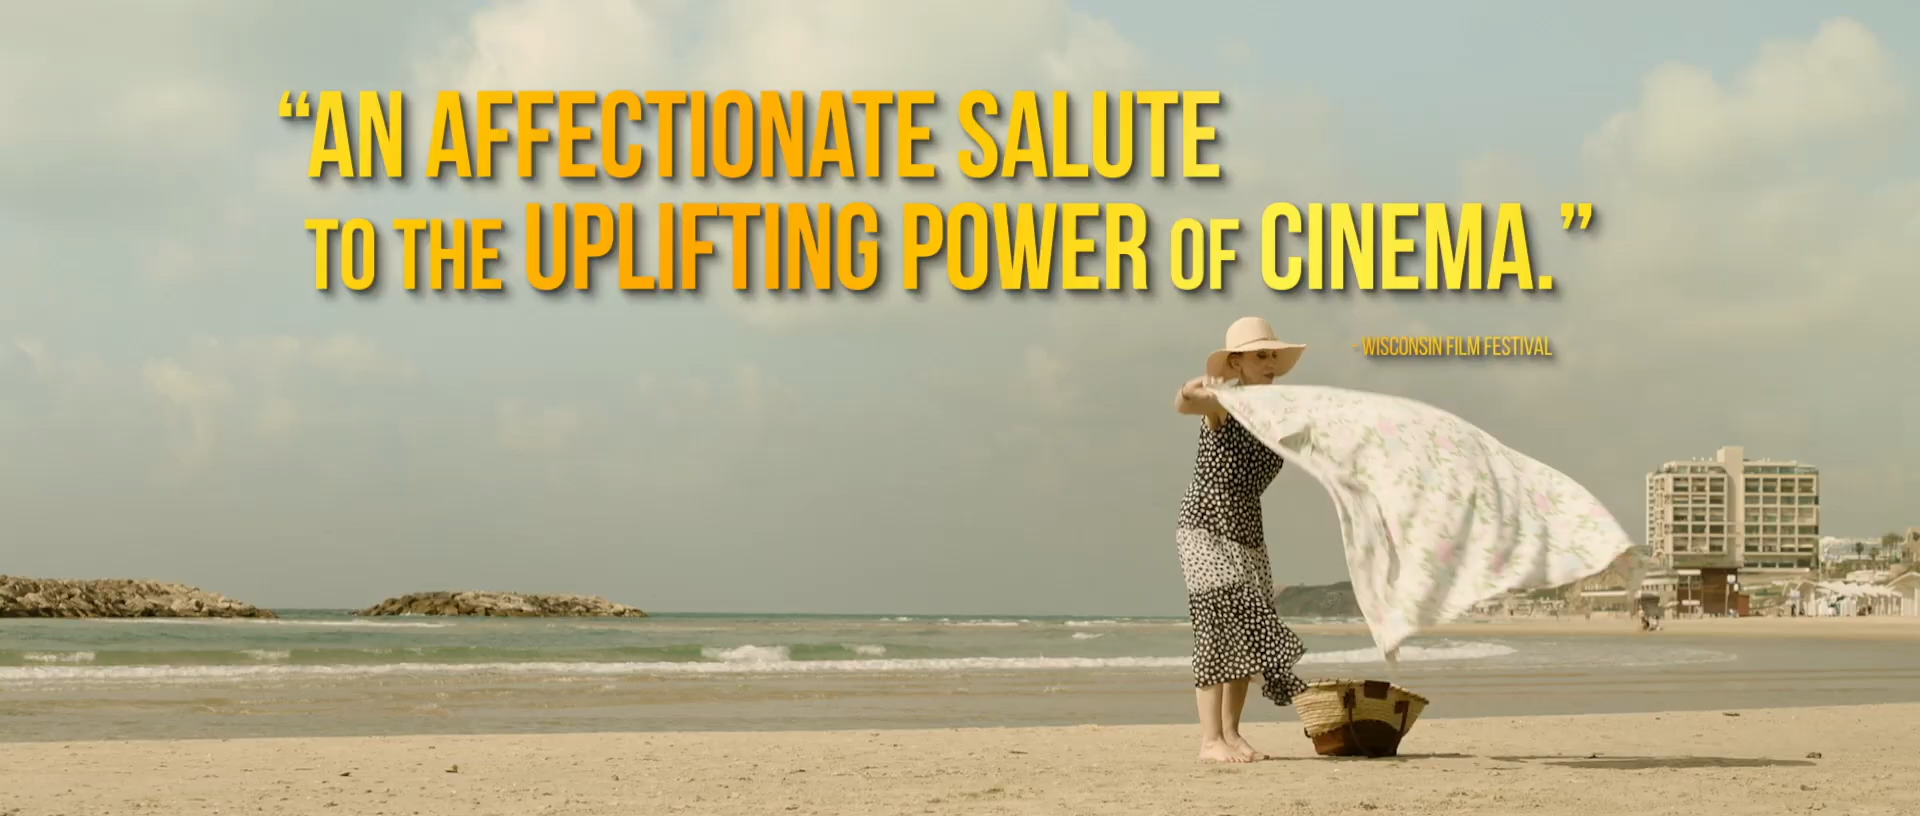 “AN AFFECTIONATE SALUTE
TO THE UPLIFTING POWER OF CINEMA.”
- WISCONSIN FILM FESTIVAL